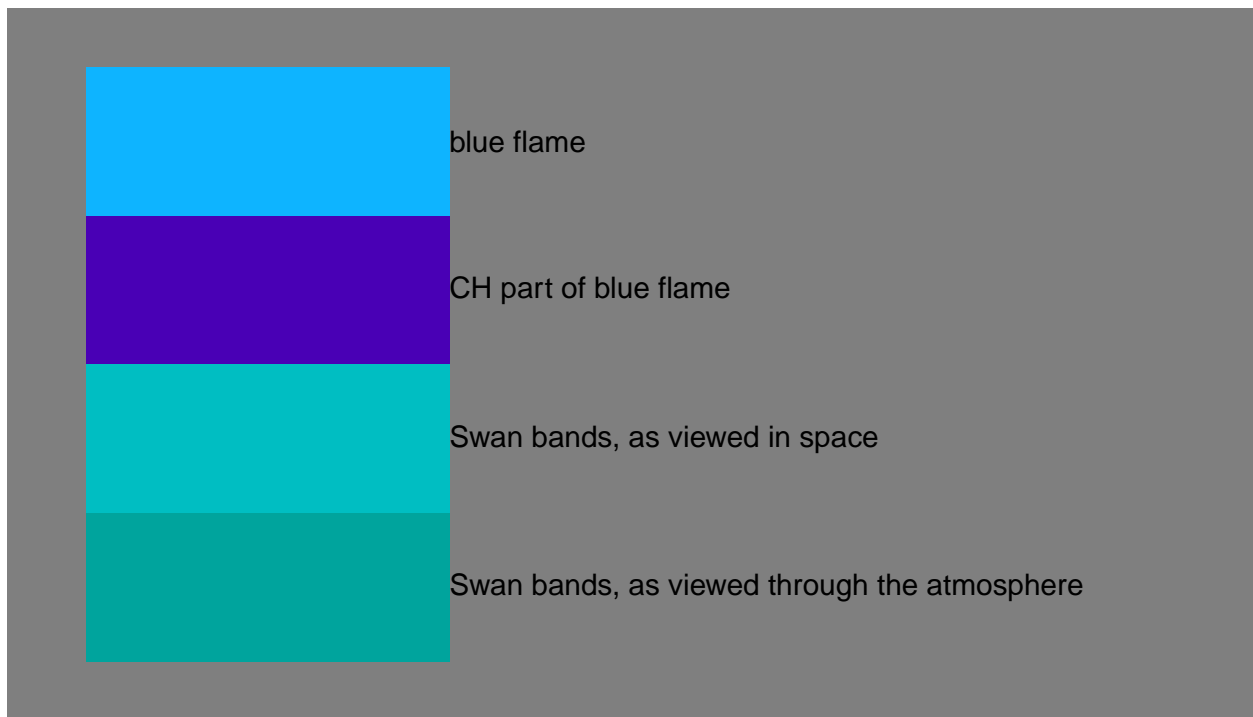 blue flame
CH part of blue flame
Swan bands, as viewed in space
Swan bands, as viewed through the atmosphere